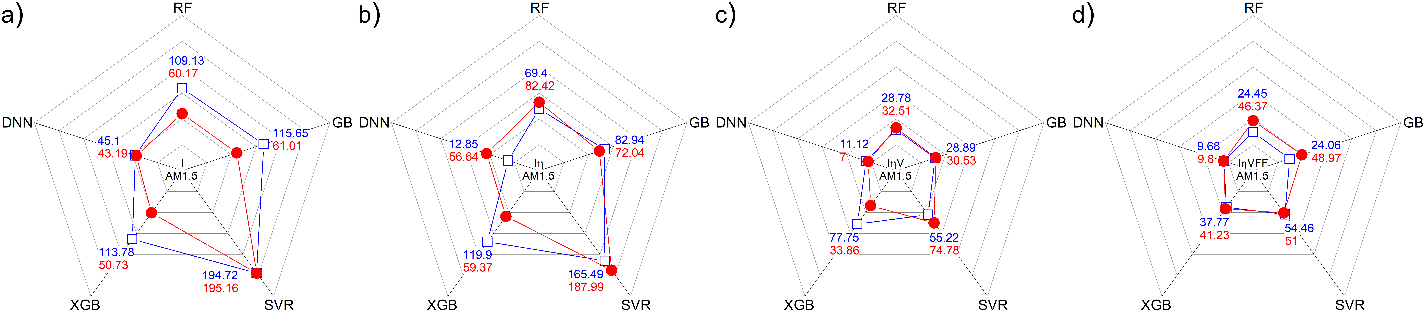 a)
RF
109.13
60.17
DNN
GB
45.1
43.19
115.65
61.01
I
AM1.5
113.78
50.73
194.72
195.16
XGB
SVR
b)
RF
69.4
82.42
DNN
GB
12.85
56.64
82.94
72.04
Iη
AM1.5
119.9
59.37
165.49
187.99
XGB
SVR
c)
RF
28.78
32.51
DNN
GB
11.12
7
28.89
30.53
IηV
AM1.5
77.75
33.86
55.22
74.78
XGB
SVR
d)
RF
24.45
46.37
DNN
GB
9.68
9.8
24.06
48.97
IηVFF
AM1.5
37.77
41.23
54.46
51
XGB
SVR